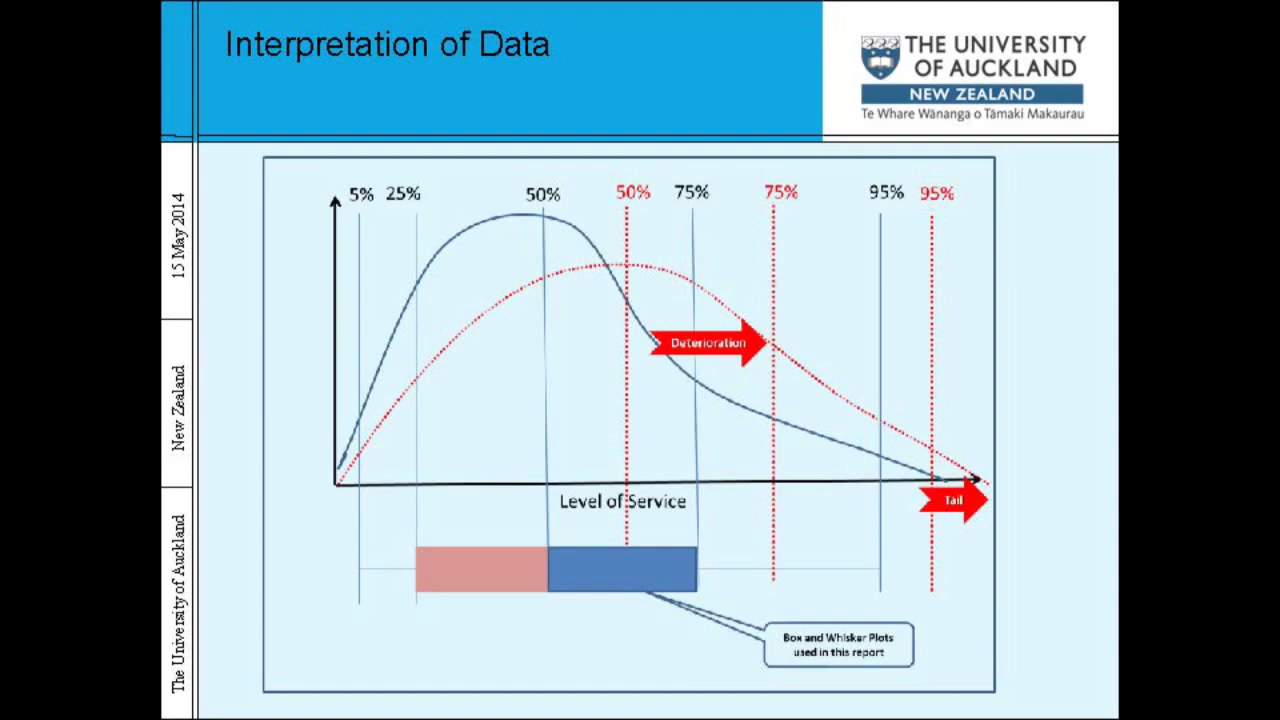 Interpretation of Data
THE UNIVERSITY
OF AUCKLAND
NEW ZEALAND
Te Whare Wānanga o Tāmaki Makaurau
15 May 2014
New Zealand
The University of Auckland
5% 25% 50% 50% 75% 75% 95% 95%
Deterioration
Level of Service
Tail
Box and Whisker Plots
used in this report